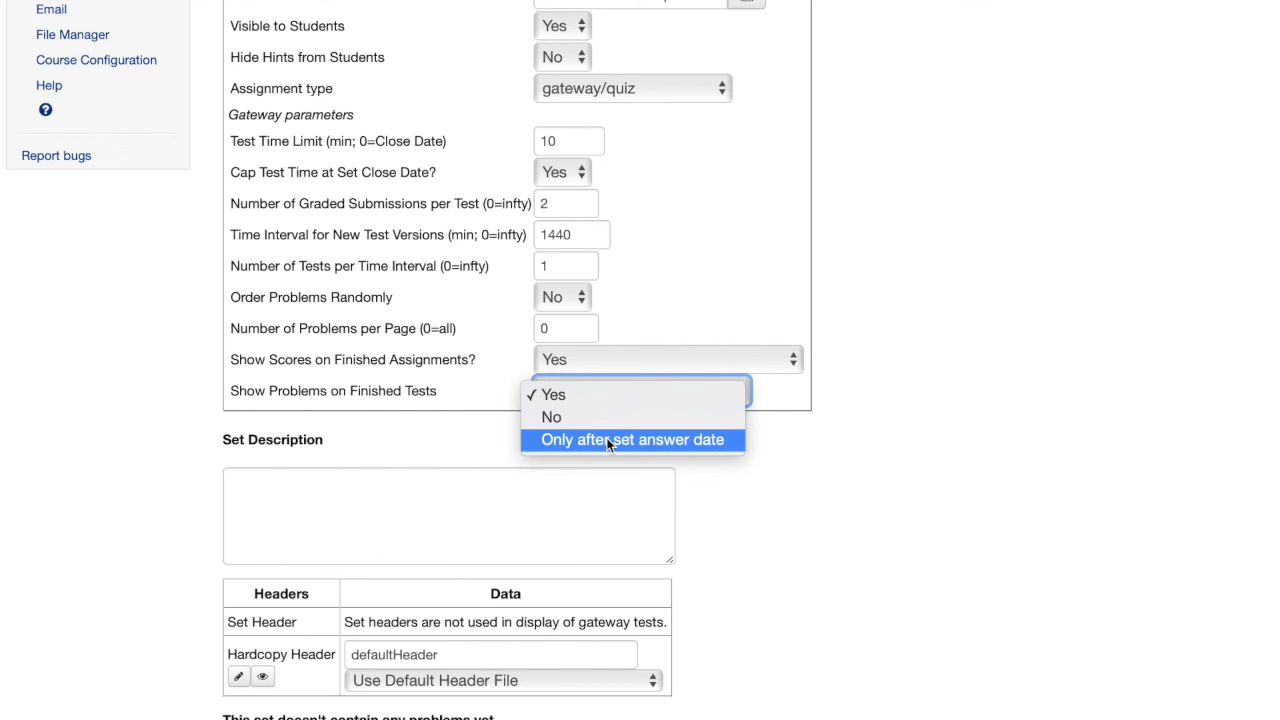 Email
File Manager
Course Configuration
Help
?
Report bugs
Visible to Students Yes
Hide Hints from Students No
Assignment type gateway/quiz
Gateway parameters
Test Time Limit (min; 0=Close Date) 10
Cap Test Time at Set Close Date? Yes
Number of Graded Submissions per Test (0=infty) 2
Time Interval for New Test Versions (min; 0=infty) 1440
Number of Tests per Time Interval (0=infty) 1
Order Problems Randomly No
Number of Problems per Page (0=all) 0
Show Scores on Finished Assignments? Yes
Show Problems on Finished Tests
✓ Yes
No
Only after set answer date
Set Description
Headers Data
Set Header Set headers are not used in display of gateway tests.
Hardcopy Header defaultHeader
Use Default Header File
This set doesn't contain any problems yet